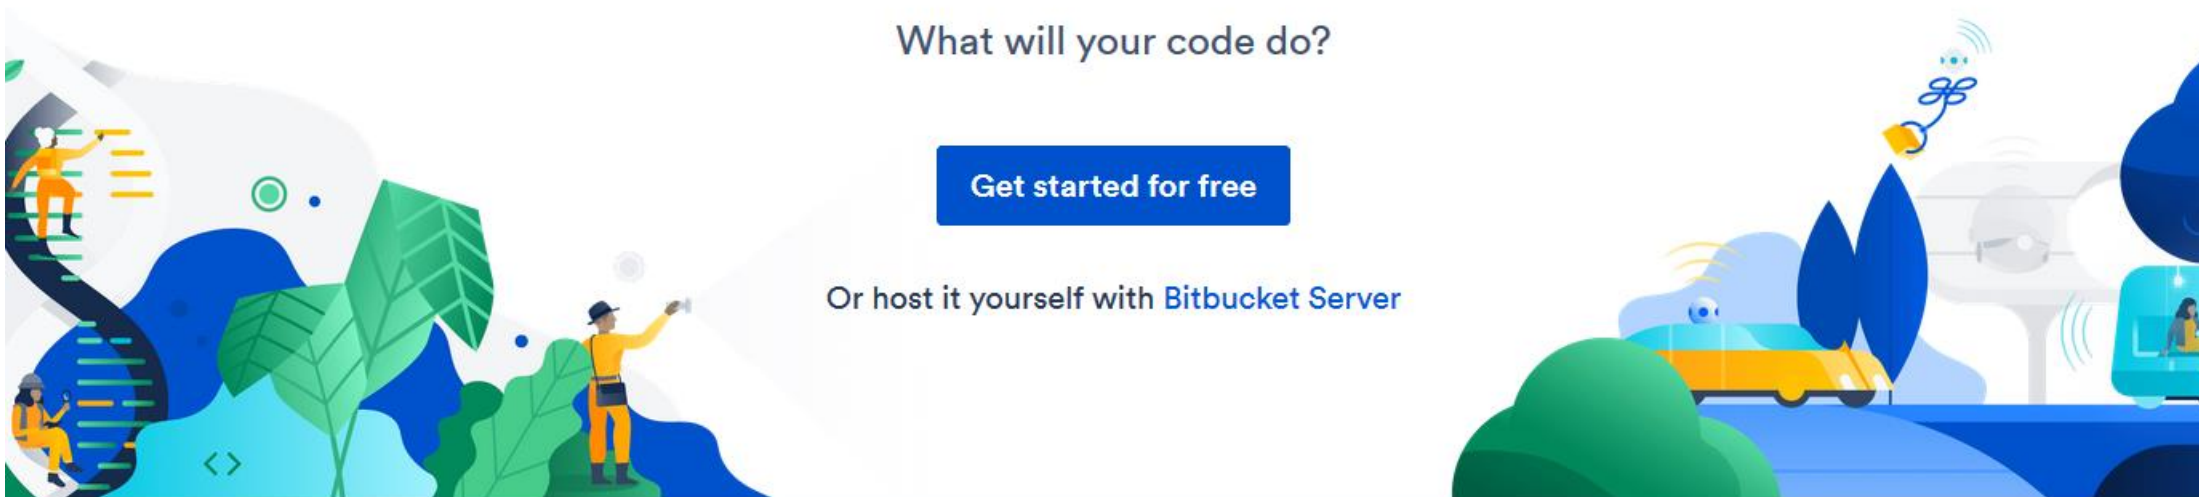 What will your code do?
Get started for free
Or host it yourself with Bitbucket Server